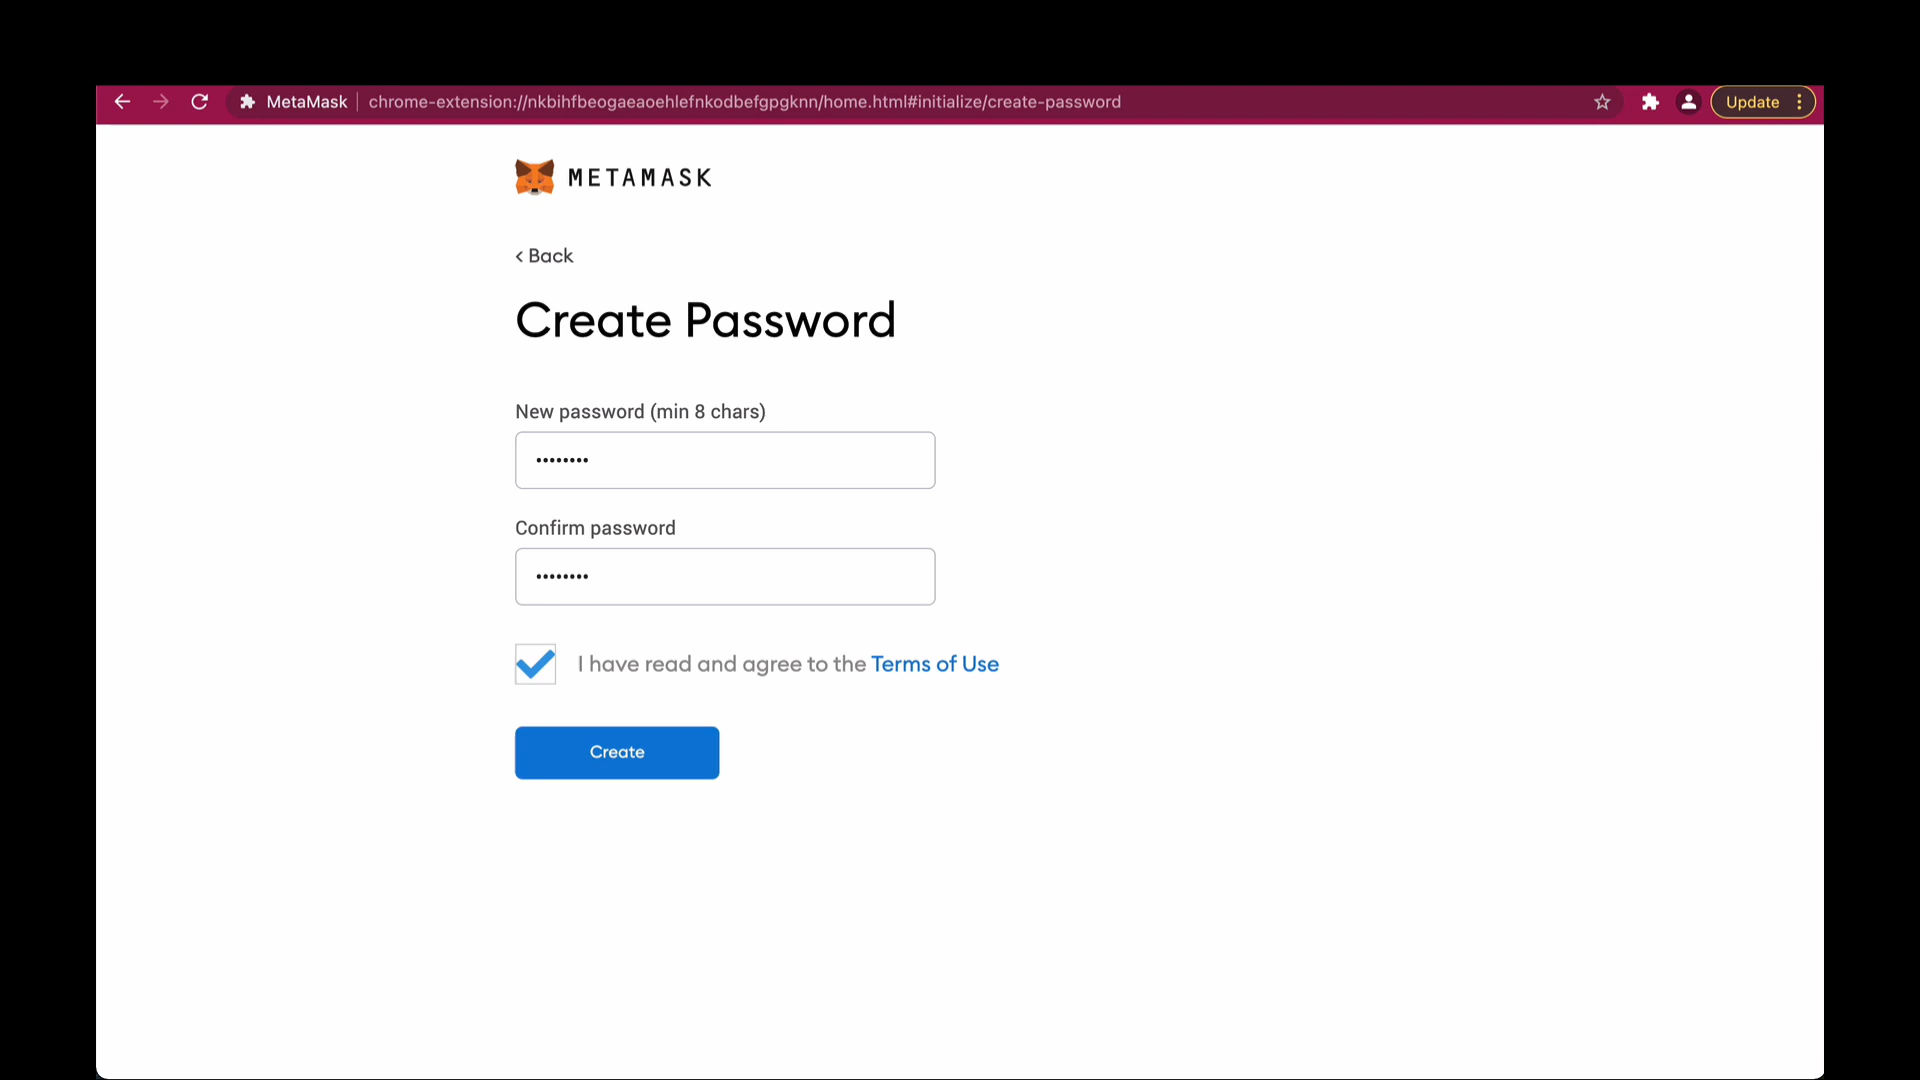 MetaMask chrome-extension://nkbihfbeogaeaoehlefnkodbefgpgknn/home.html#initialize/create-password Update
METAMASK
< Back
Create Password
New password (min 8 chars)
••••••••
Confirm password
••••••••
I have read and agree to the Terms of Use
Create